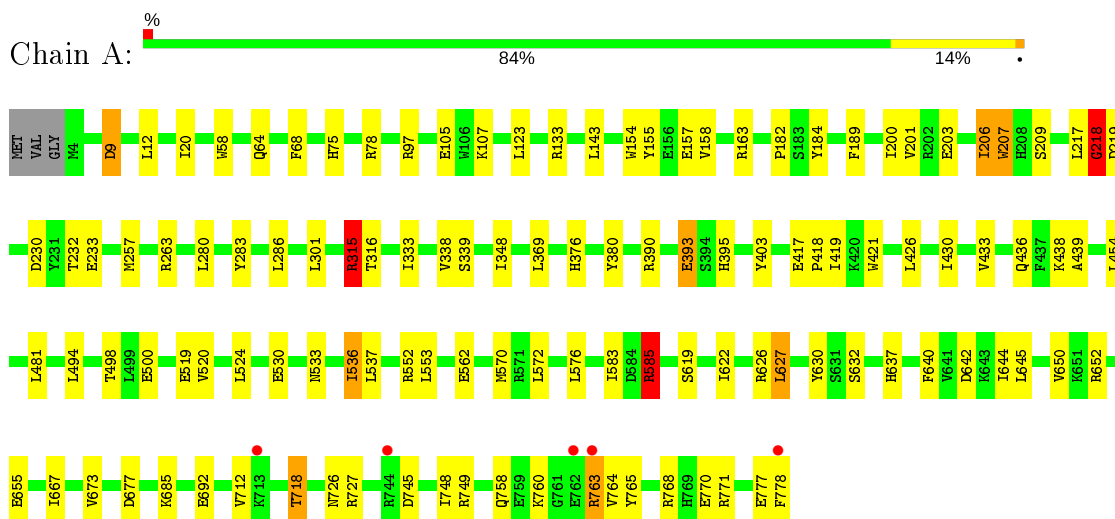 %
Chain A:
84% 14% •
MET VAL GLY M4 D9 L12 I20 W58 Q64 F68 H75 R78 R97 E105 W106 K107 L123 R133 L143 W154 Y155 E156 E157 V158 R163 P182 S183 Y184 F189 I200 V201 R202 E203 I206 W207 H208 S209 L217 G218
D230 Y231 T232 E233 M257 R263 L280 Y283 L286 L301 R315 T316 I333 V338 S339 I348 L369 H376 Y380 R390 E393 S394 H395 Y403 E417 P418 I419 K420 W421 L426 I430 V433 Q436 F437 K438 A439 L454
L481 L494 T498 L499 E500 E519 V520 L524 E530 N533 I536 L537 R552 L553 E562 M570 R571 L572 L576 I583 D584 R585 S619 I622 R626 L627 Y630 S631 S632 H637 F640 V641 D642 K643 I644 L645 V650 K651 R652
E655 I667 V673 D677 K685 E692 V712 K713 T718 N726 R727 R744 D745 I748 R749 Q758 E759 K760 G761 E762 R763 V764 Y765 R768 H769 E770 R771 E777 F778